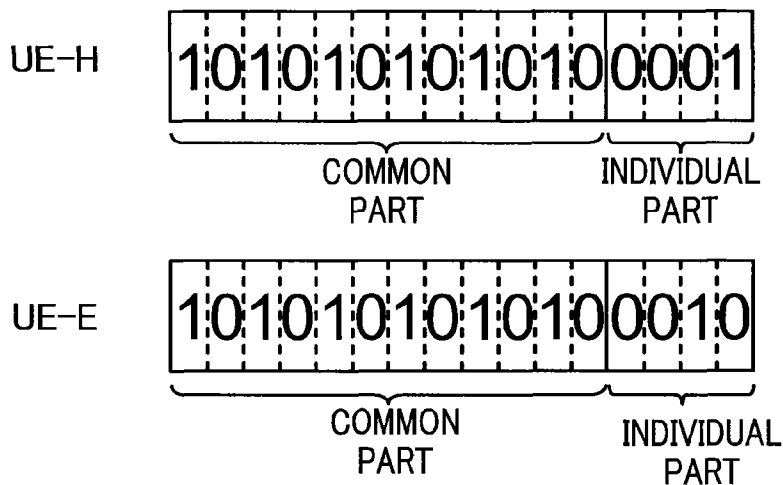 UE-H 1010101010100001
COMMON PART
INDIVIDUAL PART
UE-E 1010101010100010
COMMON PART
INDIVIDUAL PART